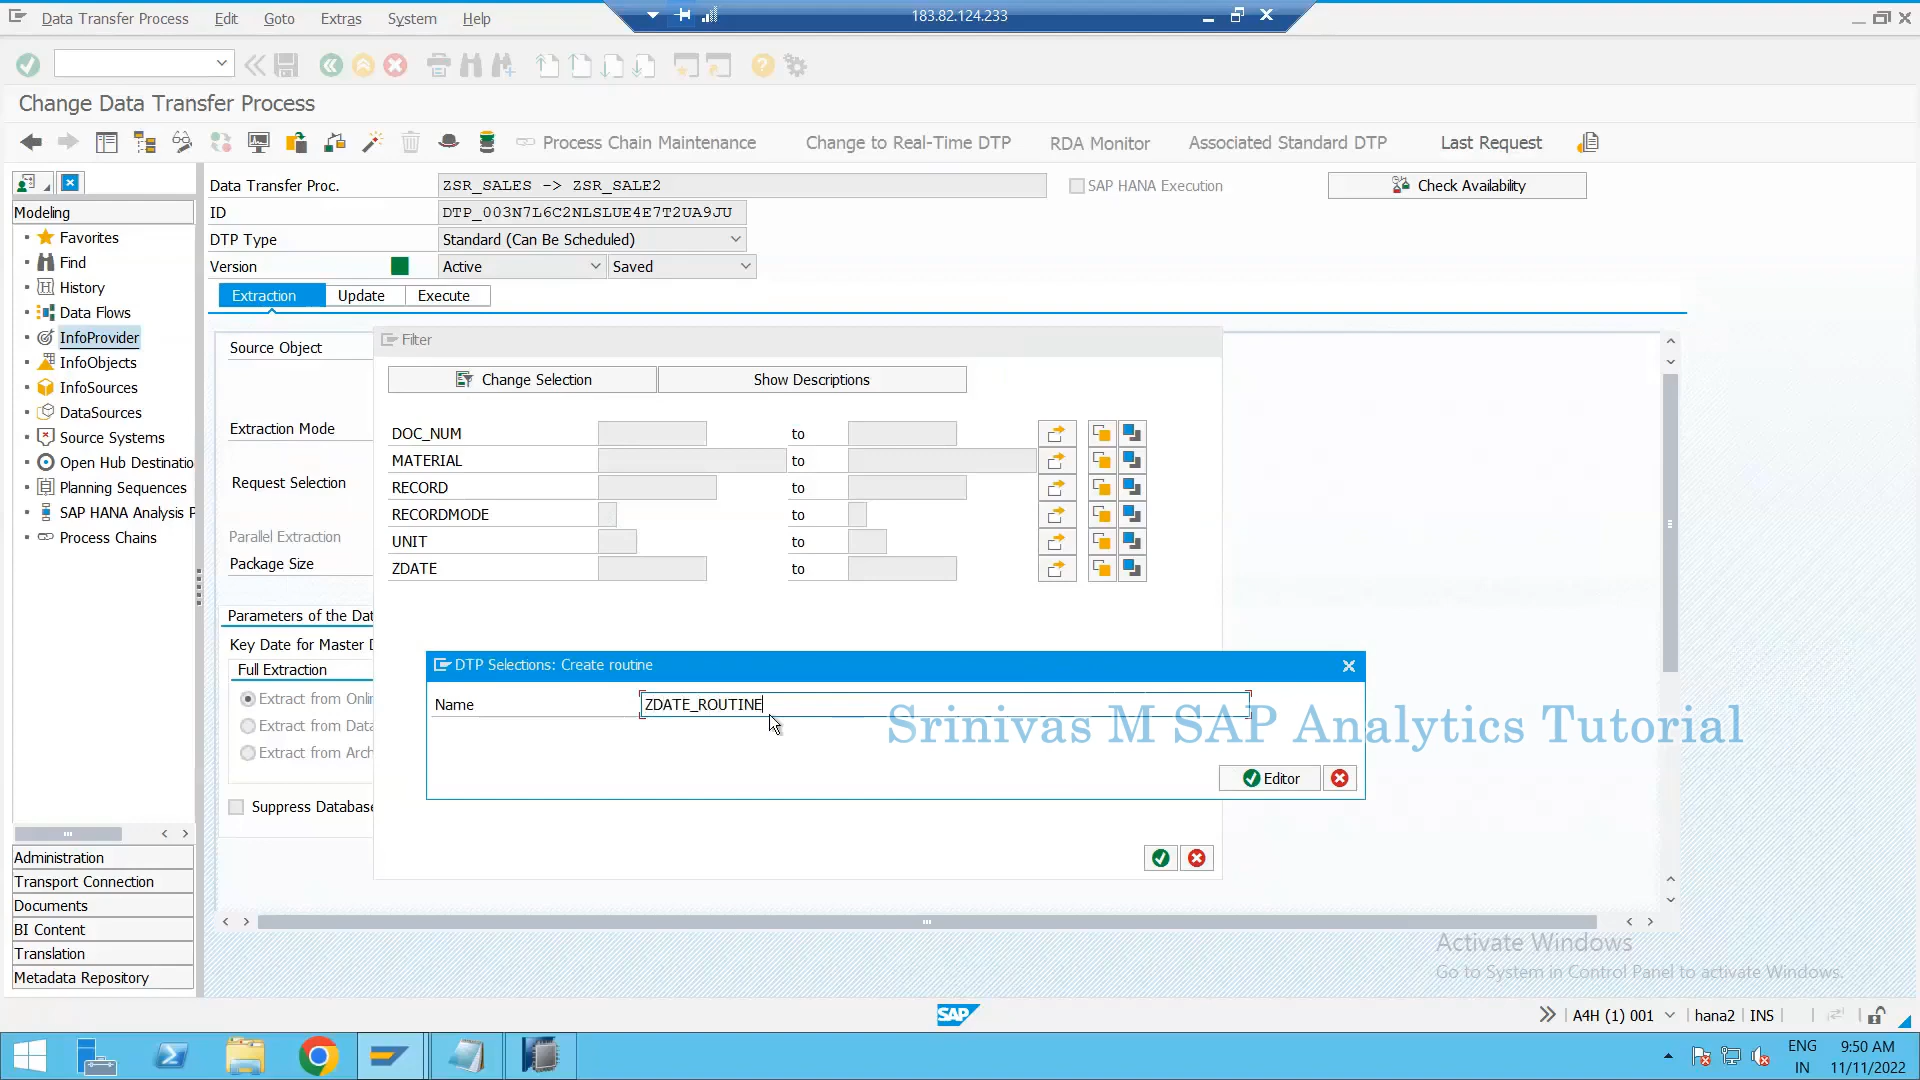 Data Transfer Process Edit Goto Extras System Help
183.82.124.233
Change Data Transfer Process
Process Chain Maintenance Change to Real-Time DTP RDA Monitor Associated Standard DTP Last Request
Data Transfer Proc. ZSR_SALES -> ZSR_SALE2 SAP HANA Execution Check Availability
ID DTP_003N7L6C2NLSLUE4E7T2UA9JU
DTP Type Standard (Can Be Scheduled)
Version Active Saved
Extraction Update Execute
Modeling
Favorites
Find
History
Data Flows
InfoProvider
InfoObjects
InfoSources
DataSources
Source Systems
Open Hub Destinatio
Planning Sequences
SAP HANA Analysis P
Process Chains
Administration
Transport Connection
Documents
BI Content
Translation
Metadata Repository
Source Object
Extraction Mode
Request Selection
Parallel Extraction
Package Size
Parameters of the Dat
Key Date for Master D
Full Extraction
Extract from Onli
Extract from Data
Extract from Arch
Suppress Database
Filter
Change Selection Show Descriptions
DOC_NUM to
MATERIAL to
RECORD to
RECORDMODE to
UNIT to
ZDATE to
DTP Selections: Create routine
Name ZDATE_ROUTINE
Editor
Srinivas M SAP Analytics Tutorial
Activate Windows
Go to System in Control Panel to activate Windows.
SAP
A4H (1) 001 hana2 INS
ENG
IN
9:50 AM
11/11/2022